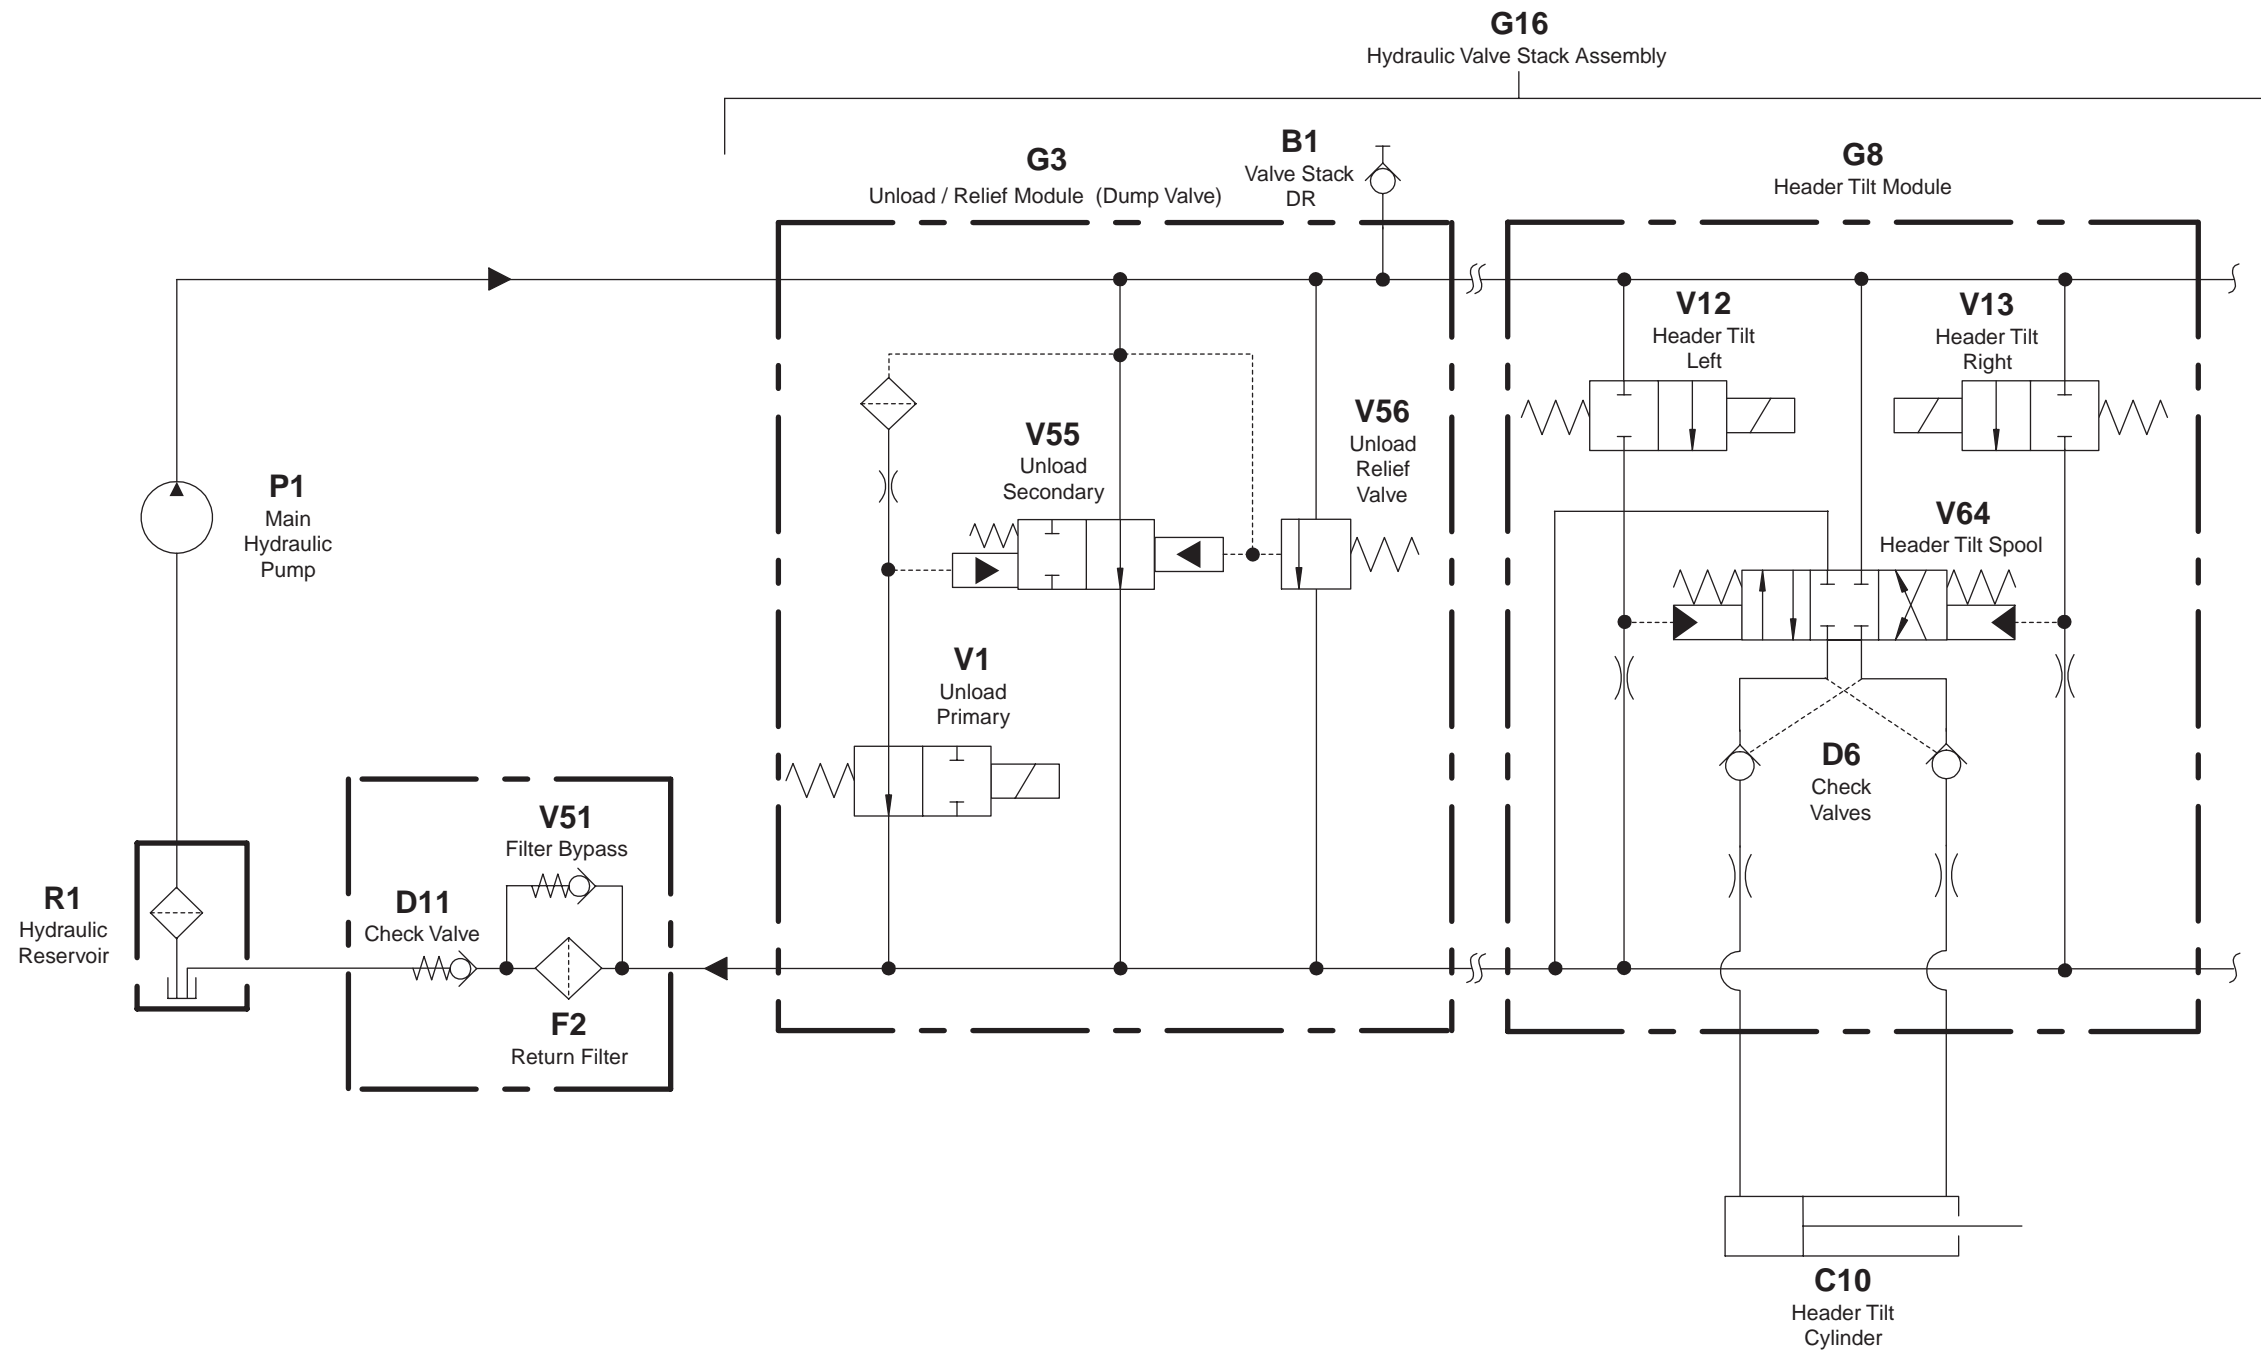 G16
Hydraulic Valve Stack Assembly
G3
Unload / Relief Module (Dump Valve)
B1
Valve Stack
DR
G8
Header Tilt Module
V12
Header Tilt
Left
V13
Header Tilt
Right
V55
Unload
Secondary
V56
Unload
Relief
Valve
P1
Main
Hydraulic
Pump
V64
Header Tilt Spool
V1
Unload
Primary
D6
Check
Valves
V51
Filter Bypass
R1
Hydraulic
Reservoir
D11
Check Valve
F2
Return Filter
C10
Header Tilt
Cylinder